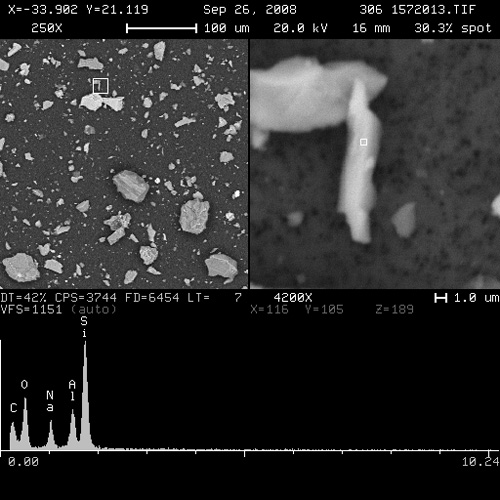 X=-33.902 Y=21.119 Sep 26, 2008 306 1572013.TIF
250X 100 um 20.0 kV 16 mm 30.3% spot
DT=42% CPS=3744 FD=6454 LT= 7 4200X 1.0 um
VFS=1151 (auto) X=116 Y=105 Z=189
Si
O
Al
Na
C
0.00 10.24